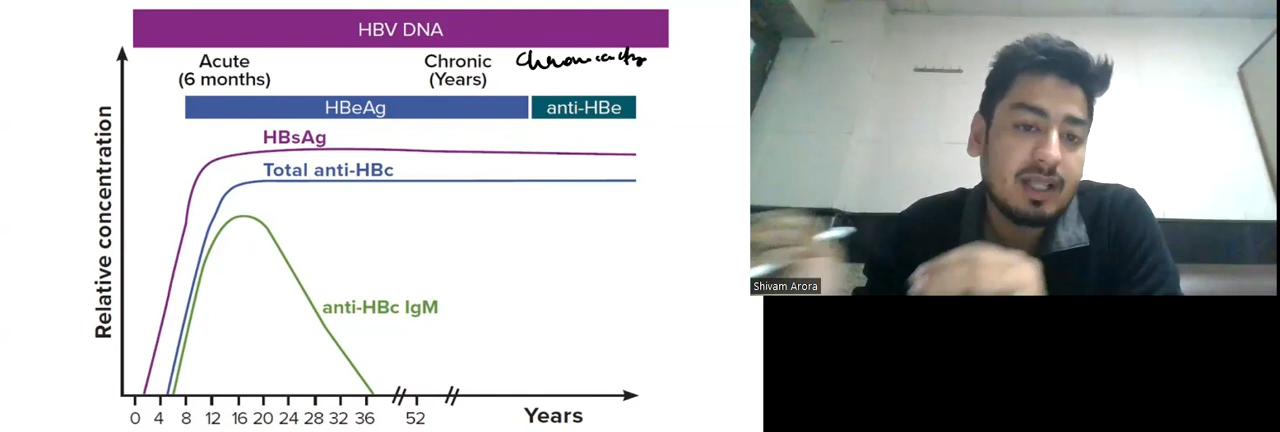 HBV DNA
Acute
(6 months)
Chronic
(Years)
Chronicity
HBeAg
anti-HBe
HBsAg
Total anti-HBc
anti-HBc IgM
Relative concentration
0 4 8 12 16 20 24 28 32 36 52
Years
Shivam Arora